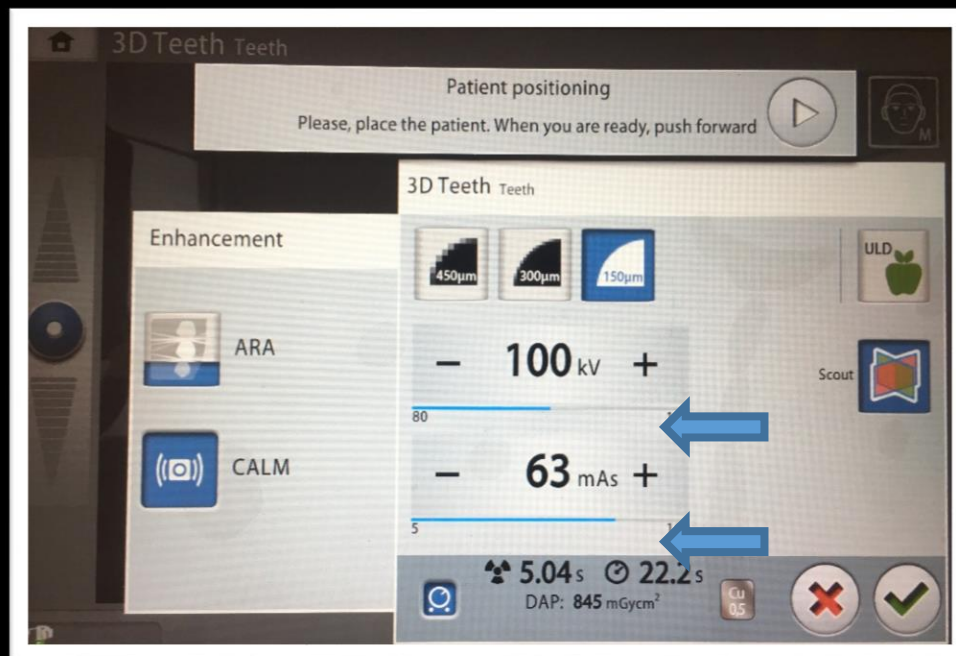 3D Teeth Teeth
Patient positioning
Please, place the patient. When you are ready, push forward
M
3D Teeth Teeth
Enhancement
450µm
300µm
150µm
ULD
ARA
− 100 kV +
Scout
80
CALM
− 63 mAs +
5
5.04 s 22.2 s
DAP: 845 mGycm²
Cu
0,5